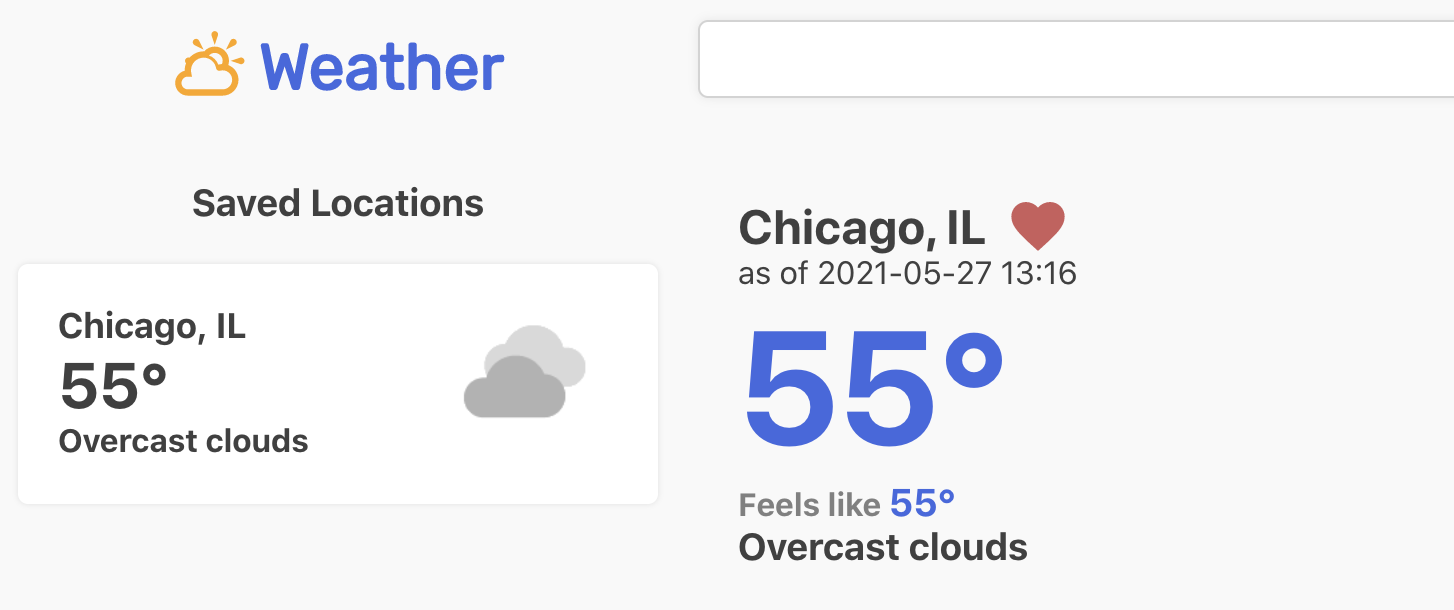 Weather
Saved Locations
Chicago, IL
55°
Overcast clouds
Chicago, IL
as of 2021-05-27 13:16
55°
Feels like 55°
Overcast clouds